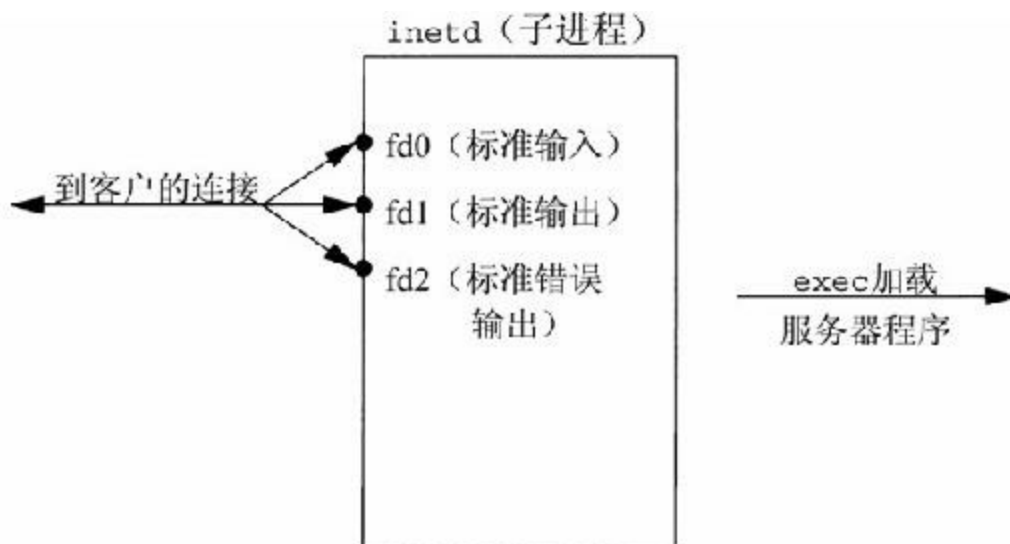 inetd（子进程）
fd0（标准输入）
到客户的连接
fd1（标准输出）
fd2（标准错误
输出）
exec加载
服务器程序